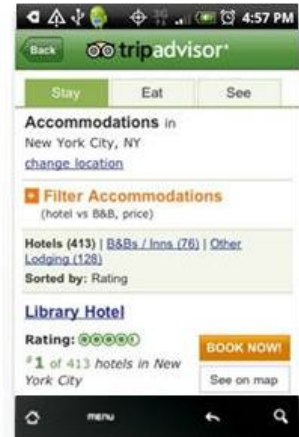 4:57 PM
Back
tripadvisor
Stay Eat See
Accommodations in
New York City, NY
change location
Filter Accommodations
(hotel vs B&B, price)
Hotels (413) | B&Bs / Inns (76) | Other
Lodging (128)
Sorted by: Rating
Library Hotel
Rating:
#1 of 413 hotels in New
York City
BOOK NOW!
See on map
MENU